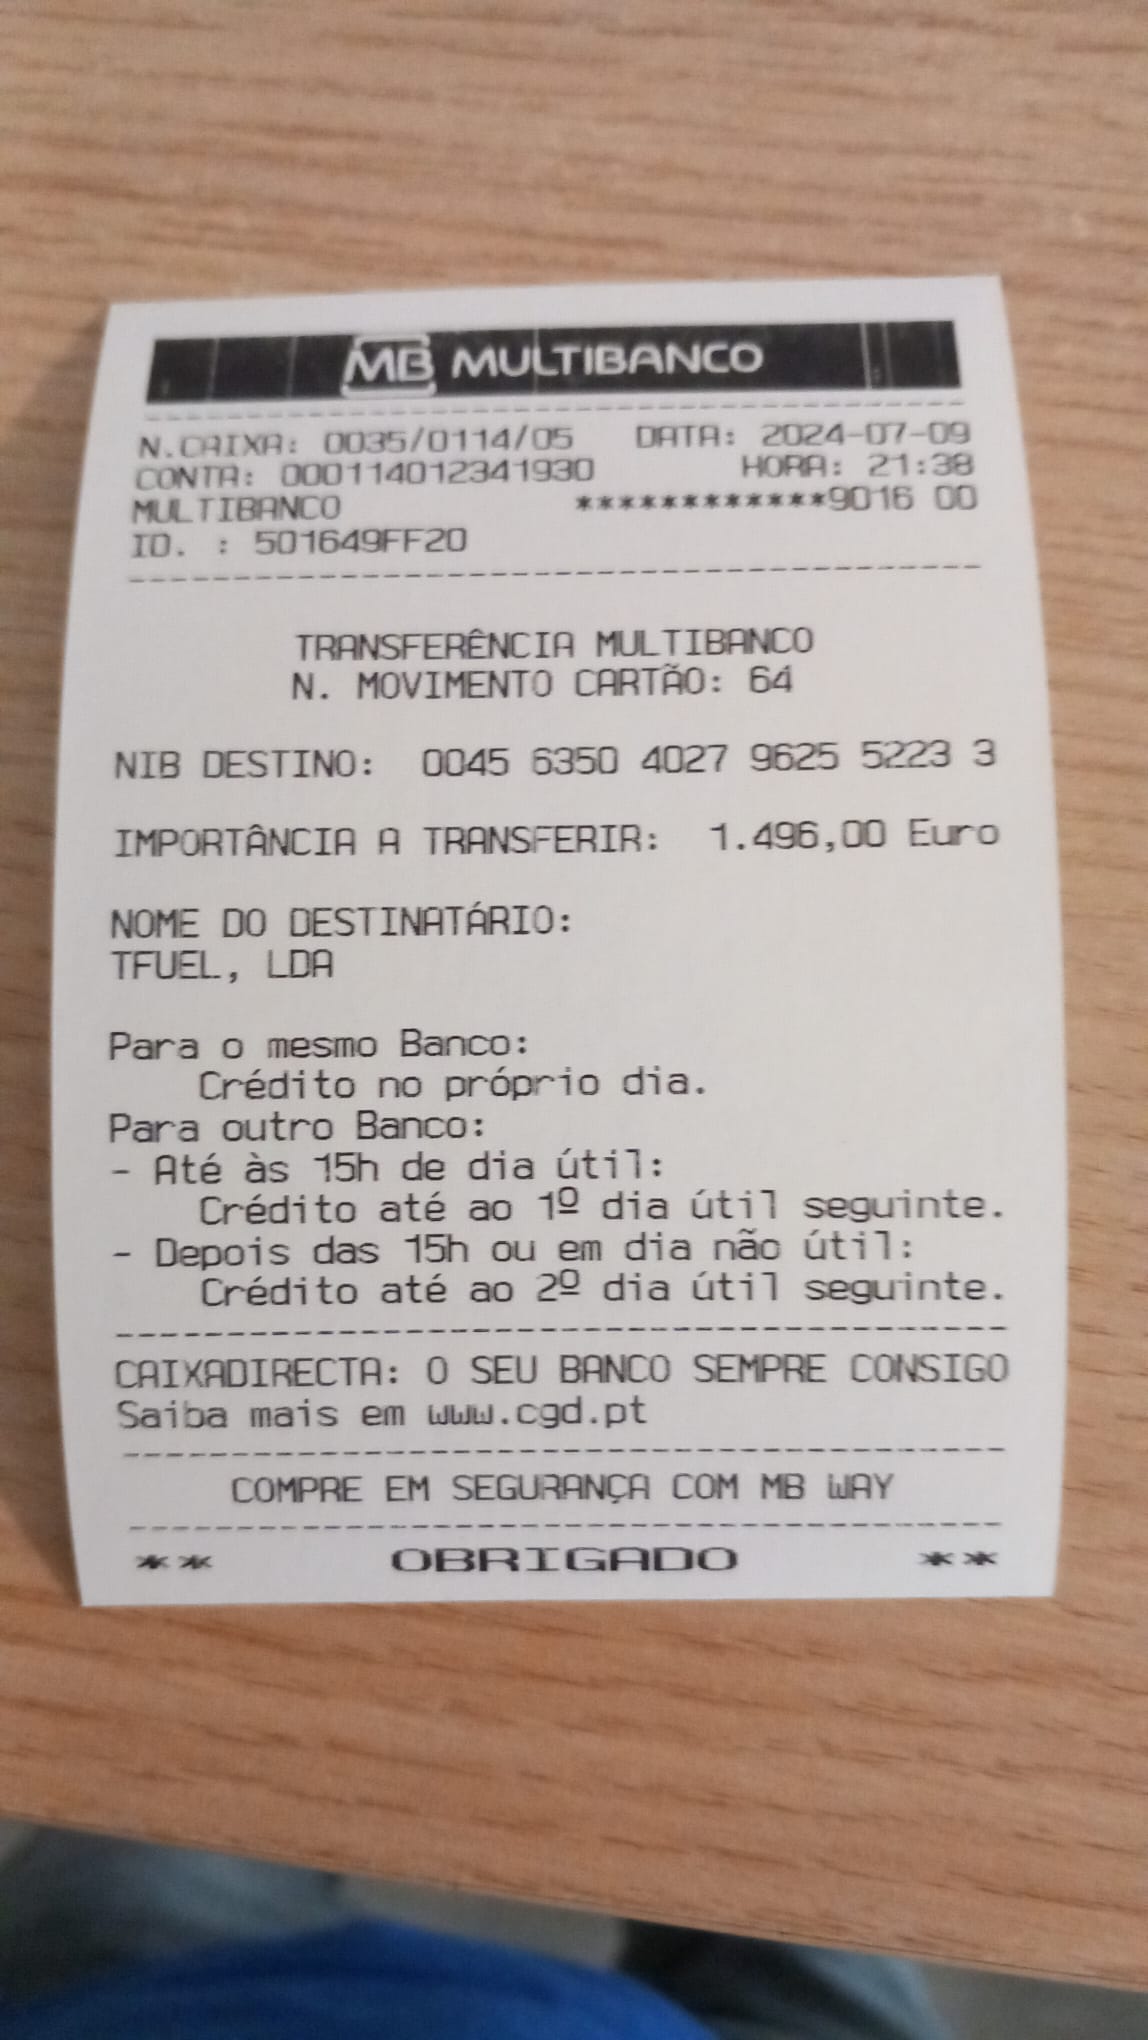 MB MULTIBANCO
N.CAIXA: 0035/0114/05 DATA: 2024-07-09
CONTA: 000114012341930 HORA: 21:38
MULTIBANCO ************9016 00
ID. : 501649FF20
TRANSFERÊNCIA MULTIBANCO
N. MOVIMENTO CARTÃO: 64
NIB DESTINO: 0045 6350 4027 9625 5223 3
IMPORTÂNCIA A TRANSFERIR: 1.496,00 Euro
NOME DO DESTINATÁRIO:
TFUEL, LDA
Para o mesmo Banco:
Crédito no próprio dia.
Para outro Banco:
- Até às 15h de dia útil:
Crédito até ao 1º dia útil seguinte.
- Depois das 15h ou em dia não útil:
Crédito até ao 2º dia útil seguinte.
CAIXADIRECTA: O SEU BANCO SEMPRE CONSIGO
Saiba mais em www.cgd.pt
COMPRE EM SEGURANÇA COM MB WAY
** OBRIGADO **